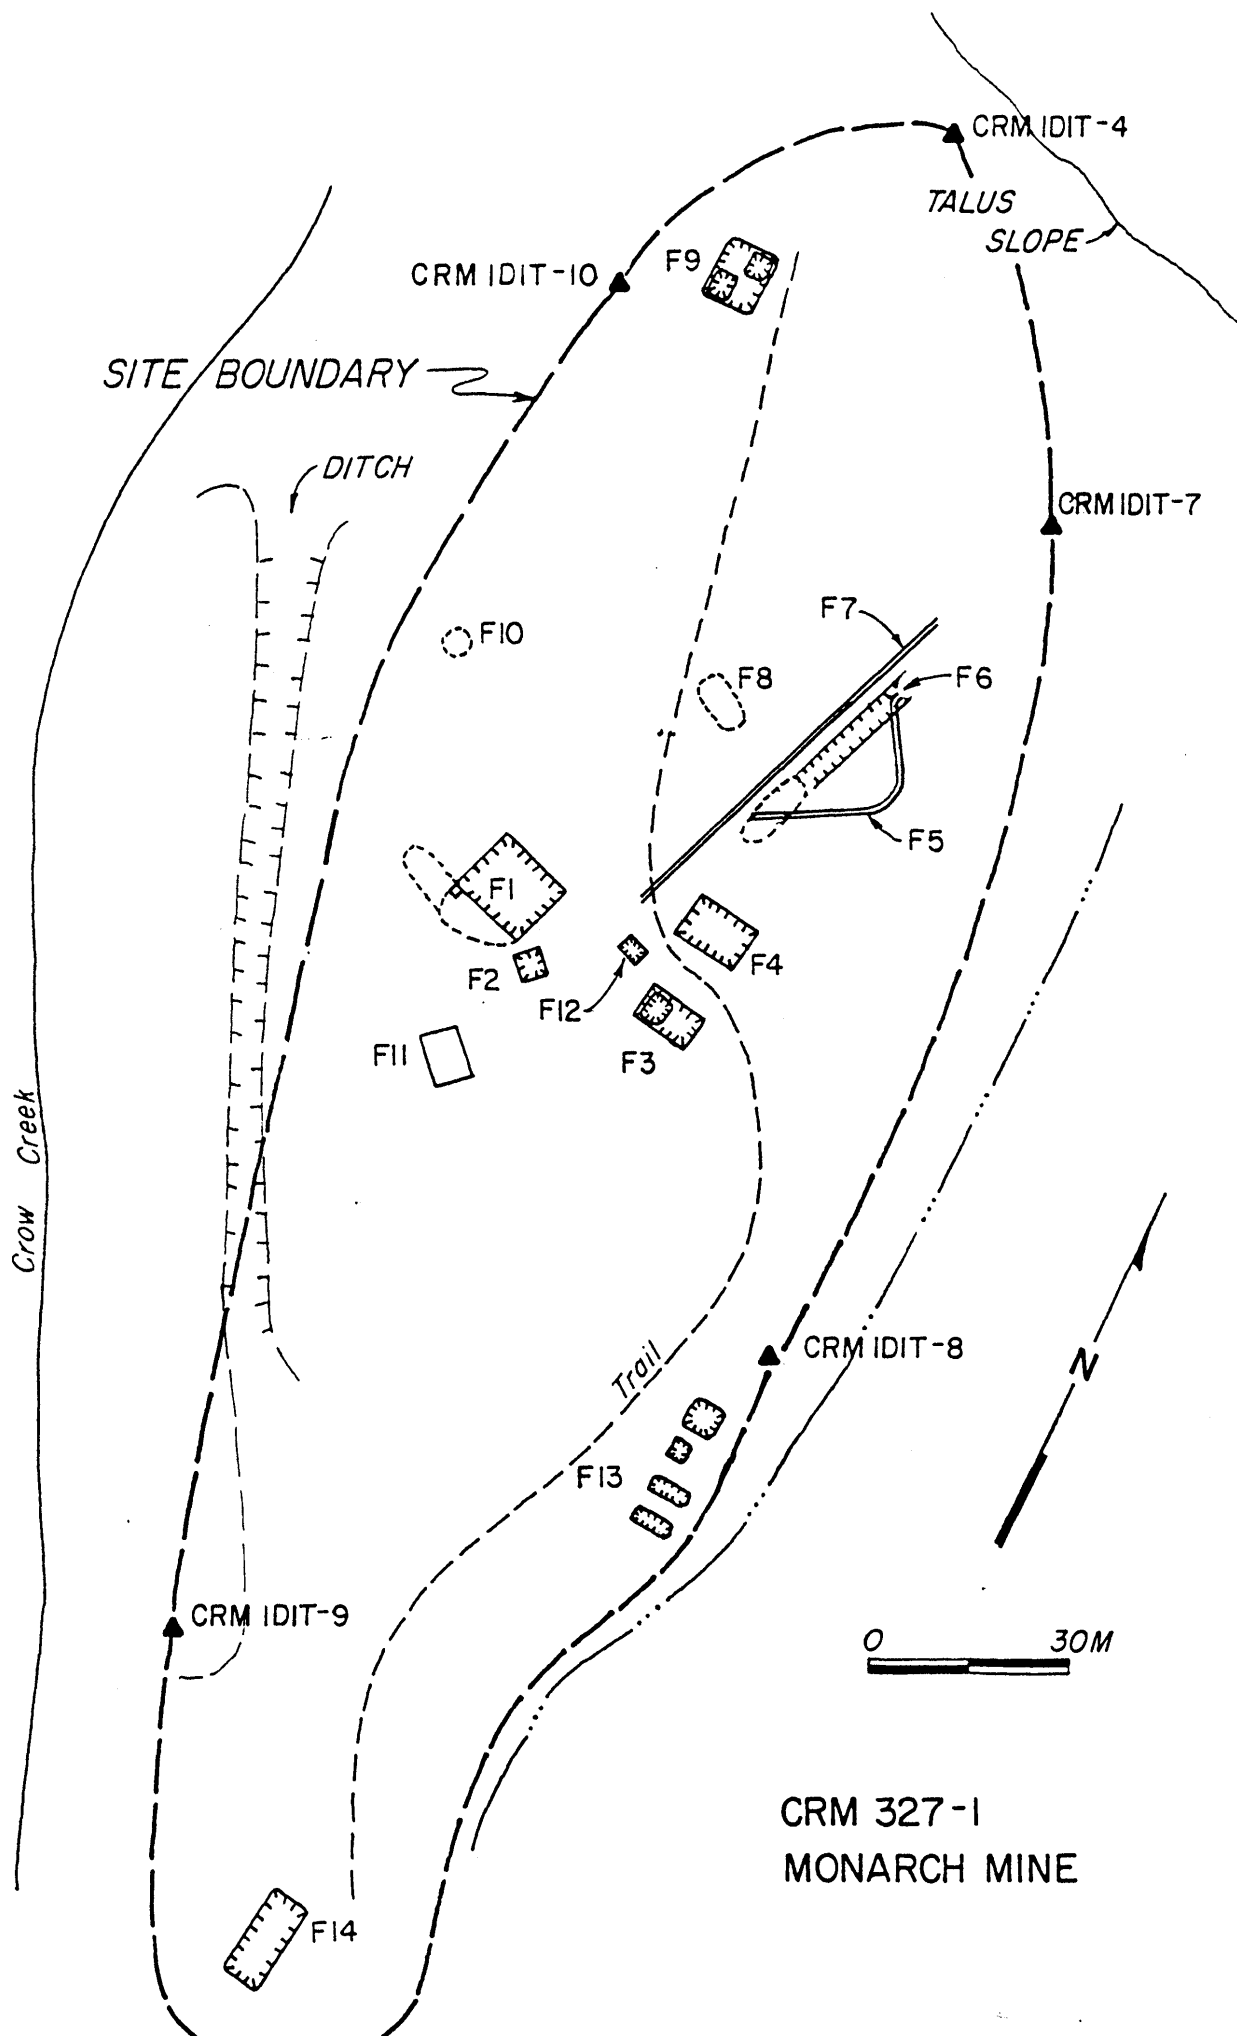 CRM IDIT-4
TALUS
SLOPE
F9
CRM IDIT-10
SITE BOUNDARY
DITCH
CRM IDIT-7
F7
F10
F8
F6
F5
F1
F4
F2
F12
F11
F3
Crow Creek
Trail
CRM IDIT-8
N
F13
CRM IDIT-9
0 30M
CRM 327-1
MONARCH MINE
F14